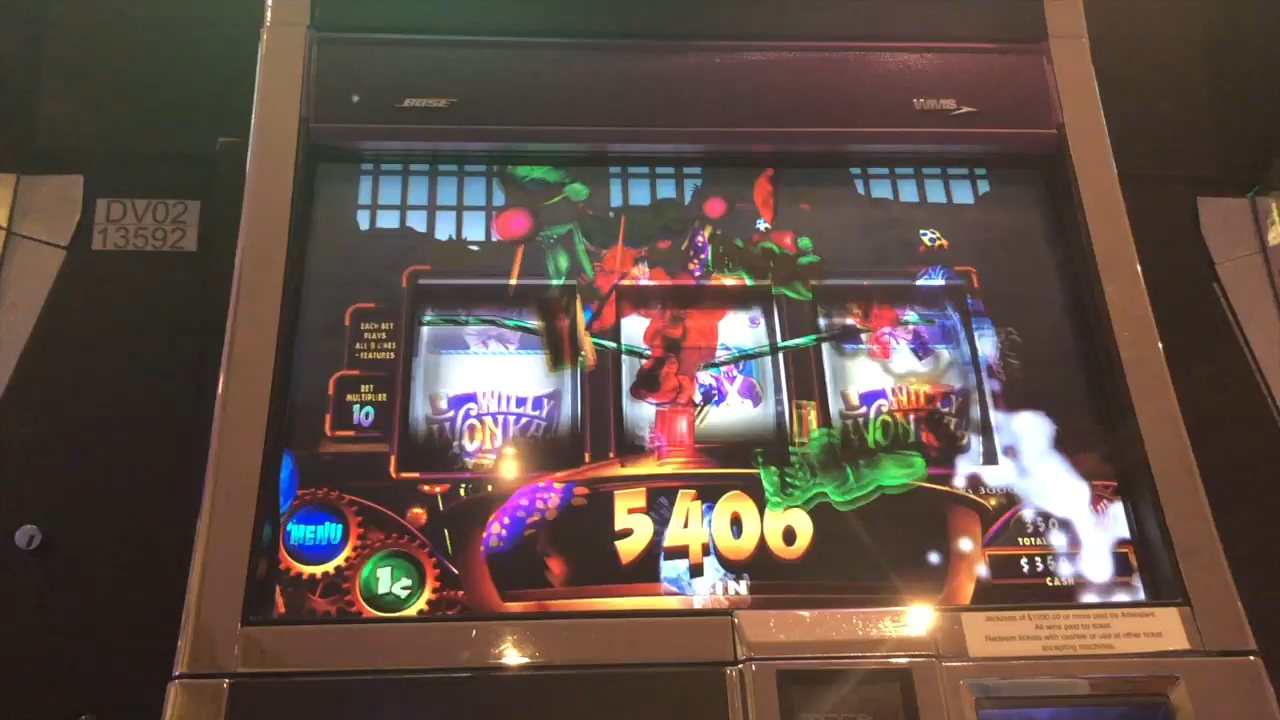 BOSE
WMS
DV02
13592
EACH BET
PLAYS
ALL 9 LINES
+FEATURES
BET
MULTIPLIER
10
WILLY
WONKA
WILLY
WONKA
5406
MENU
1¢
WIN
TOTAL
CASH
Jackpots of $1200.00 or more paid by Attendant
All wins paid by ticket
Redeem tickets with cashier or use at other ticket
accepting machines.